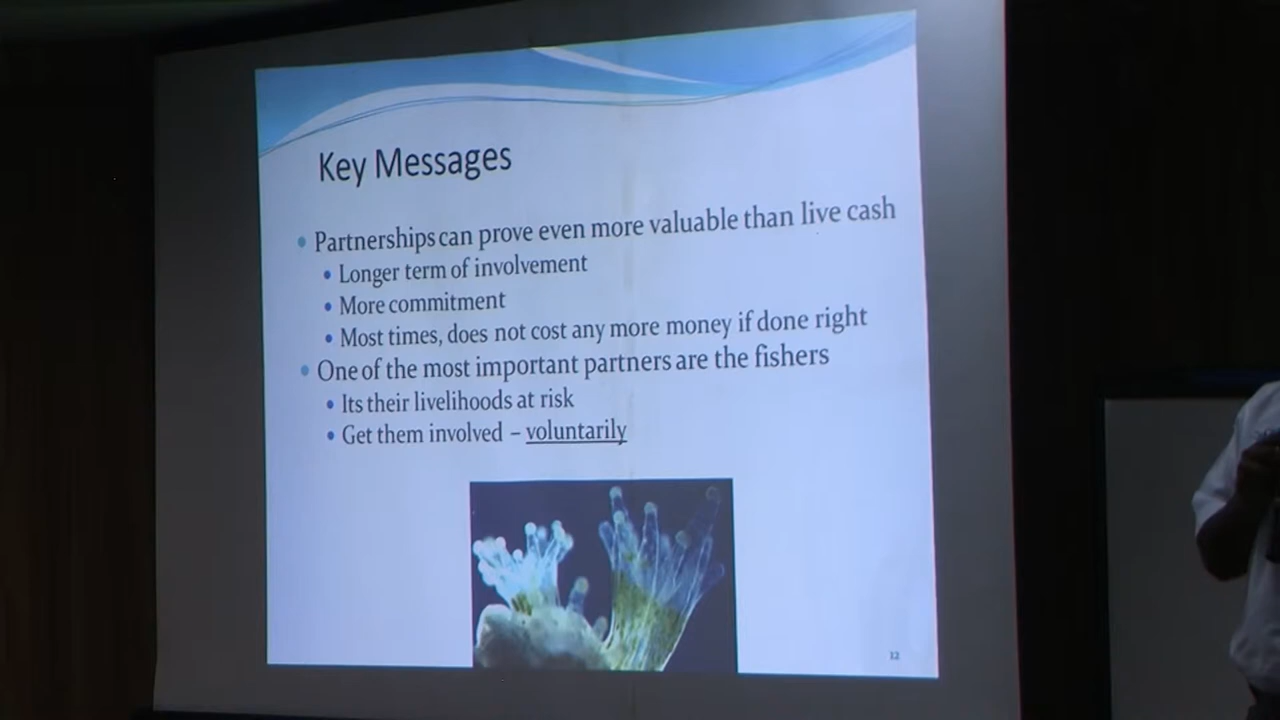 Key Messages
Partnerships can prove even more valuable than live cash
Longer term of involvement
More commitment
Most times, does not cost any more money if done right
One of the most important partners are the fishers
Its their livelihoods at risk
Get them involved – voluntarily
12